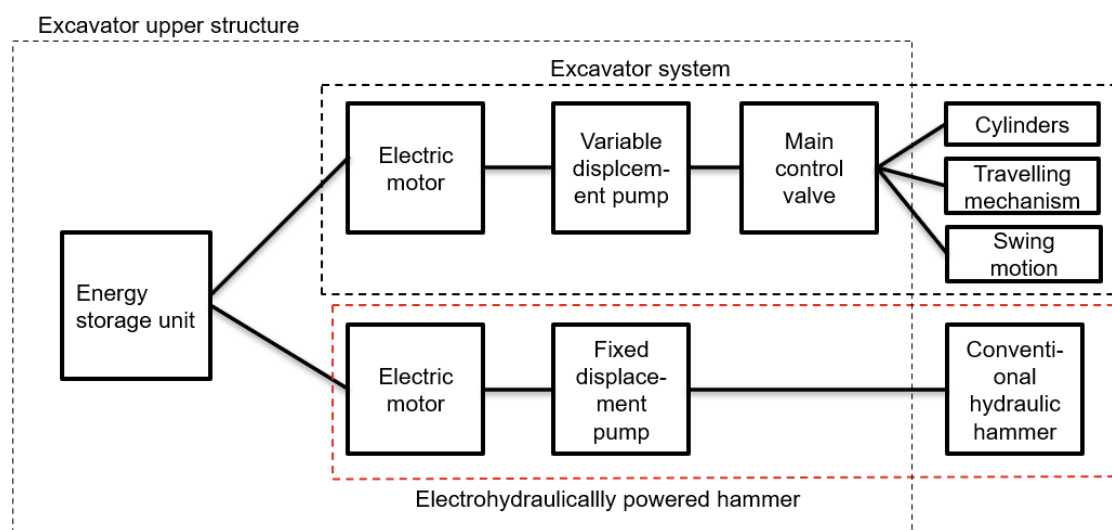 Excavator upper structure
Excavator system
Electric
motor
Variable
displcem-
ent pump
Main
control
valve
Cylinders
Travelling
mechanism
Swing
motion
Energy
storage unit
Electric
motor
Fixed
displace-
ment
pump
Conventi-
onal
hydraulic
hammer
Electrohydraulicallly powered hammer